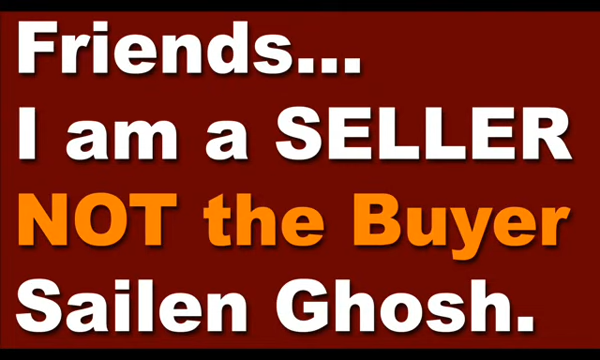 Friends...
I am a SELLER
NOT the Buyer
Sailen Ghosh.